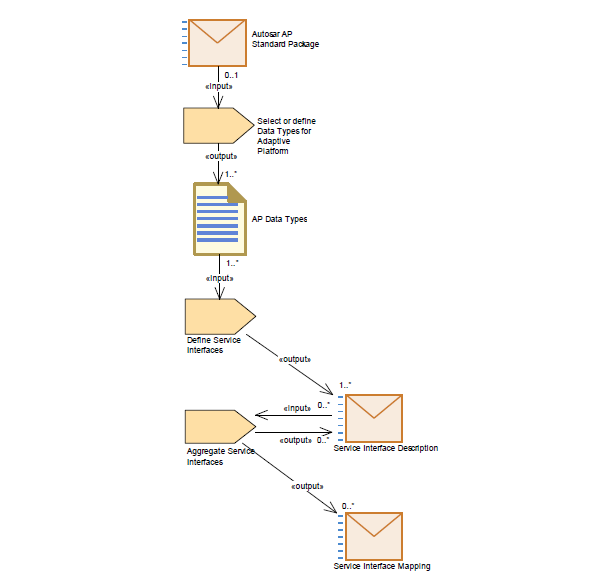 Autosar AP
Standard Package
0..1
«input»
Select or define
Data Types for
Adaptive
Platform
«output»
1..*
AP Data Types
1..*
«input»
Define Service
Interfaces
«output»
1..*
«input» 0..*
«output» 0..*
Aggregate Service
Interfaces
Service Interface Description
«output»
0..*
Service Interface Mapping